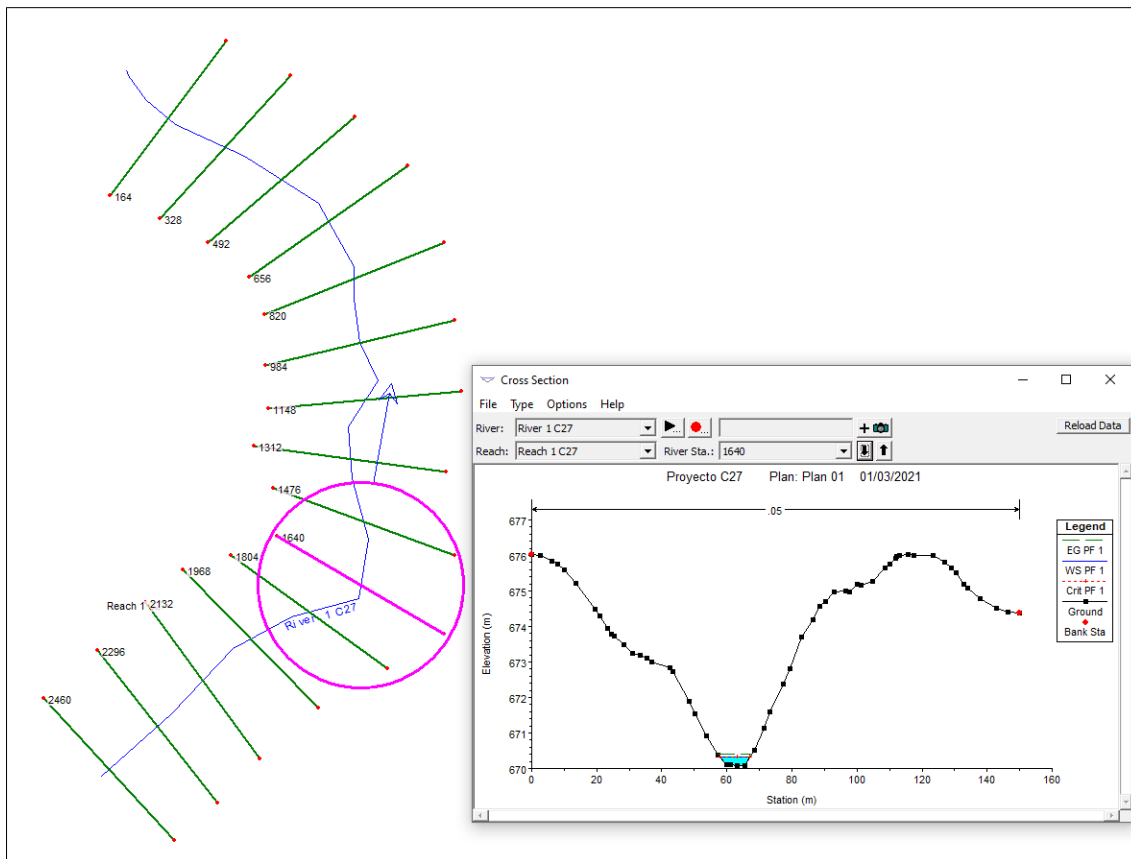 164
328
492
656
820
984
1148
1312
1476
1640
1804
1968
Reach 1
2132
River 1 C27
2296
2460
Cross Section
File Type Options Help
River: River 1 C27
Reload Data
Reach: Reach 1 C27 River Sta.: 1640
Proyecto C27 Plan: Plan 01 01/03/2021
.05
677
676
675
674
673
672
671
670
Elevation (m)
0 20 40 60 80 100 120 140 160
Station (m)
Legend
EG PF 1
WS PF 1
Crit PF 1
Ground
Bank Sta